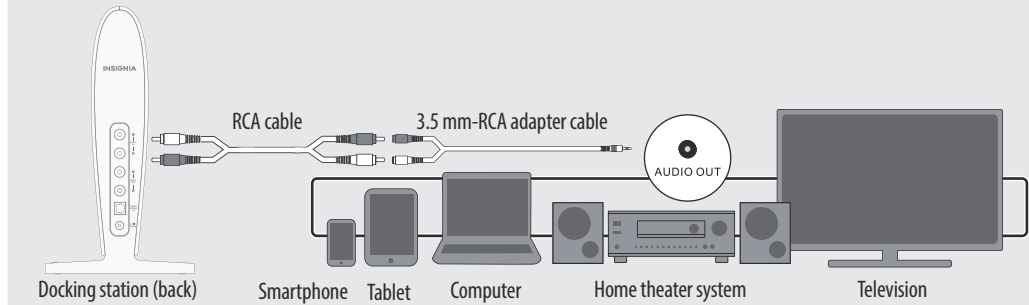 INSIGNIA
RCA cable
3.5 mm-RCA adapter cable
AUDIO OUT
Docking station (back)
Smartphone
Tablet
Computer
Home theater system
Television